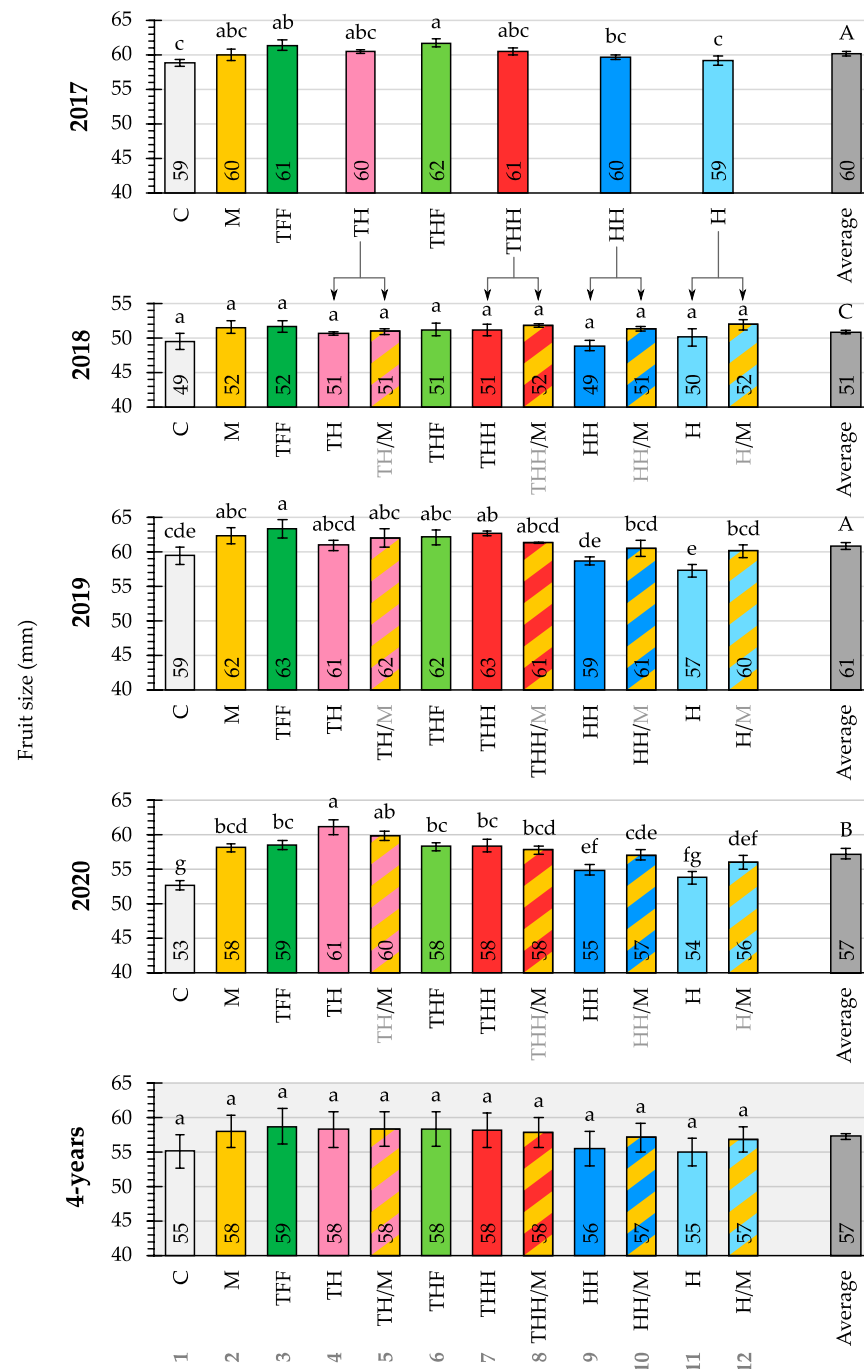 Fruit size (mm)
2017
65
60
55
50
45
40
c abc ab abc a abc bc c A
59 60 61 60 62 61 60 59 60
C M TFF TH THF THH HH H Average
2018
55
50
45
40
a a a a a a a a a a a a C
49 52 52 51 51 51 51 52 49 51 50 52 51
C M TFF TH TH/M THF THH THH/M HH HH/M H H/M Average
2019
65
60
55
50
45
40
cde abc a abcd abc abc ab abcd de bcd e bcd A
59 62 63 61 62 62 63 61 59 61 57 60 61
C M TFF TH TH/M THF THH THH/M HH HH/M H H/M Average
2020
65
60
55
50
45
40
g bcd bc a ab bc bc bcd ef cde fg def B
53 58 59 61 60 58 58 58 55 57 54 56 57
C M TFF TH TH/M THF THH THH/M HH HH/M H H/M Average
4-years
65
60
55
50
45
40
a a a a a a a a a a a a
55 58 59 58 58 58 58 58 56 57 55 57 57
C M TFF TH TH/M THF THH THH/M HH HH/M H H/M Average
1 2 3 4 5 6 7 8 9 10 11 12